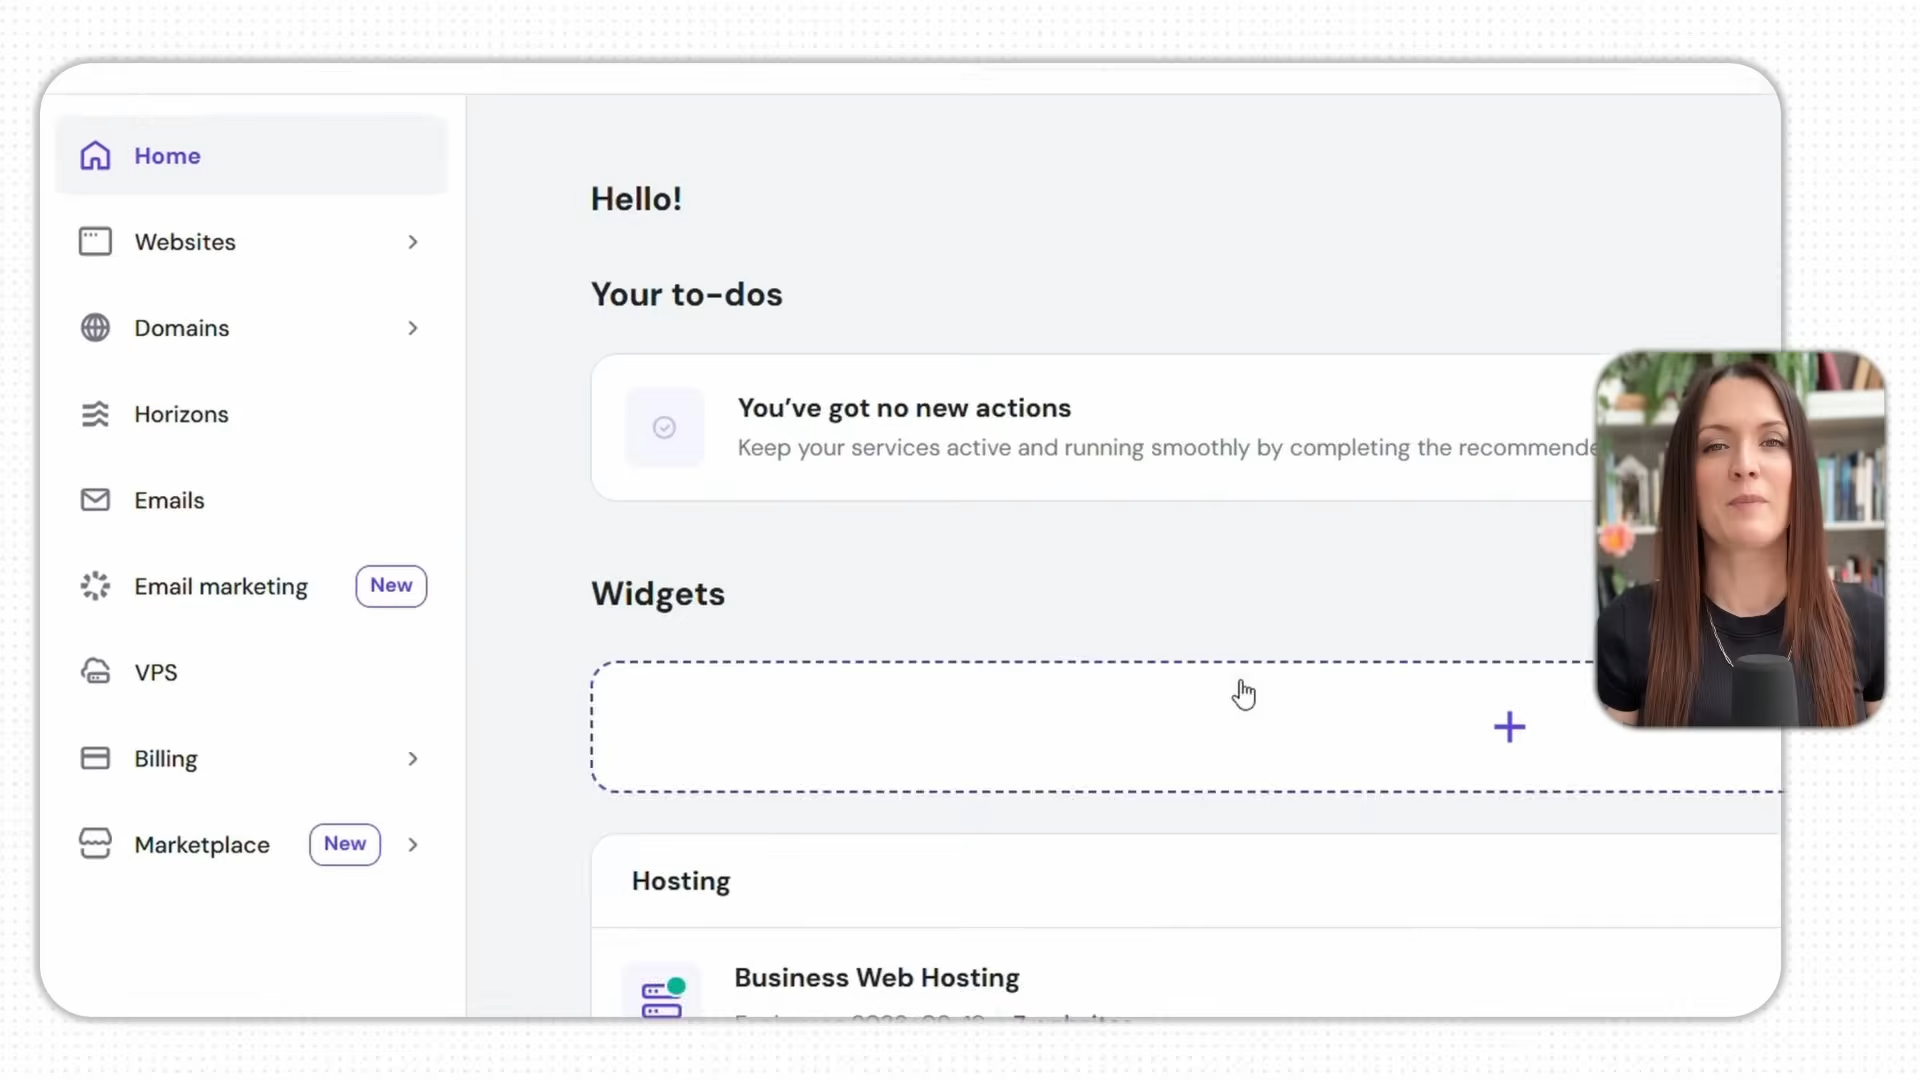 Home
Websites
Domains
Horizons
Emails
Email marketing New
VPS
Billing
Marketplace New
Hello!
Your to-dos
You've got no new actions
Keep your services active and running smoothly by completing the
Widgets
Hosting
Business Web Hosting